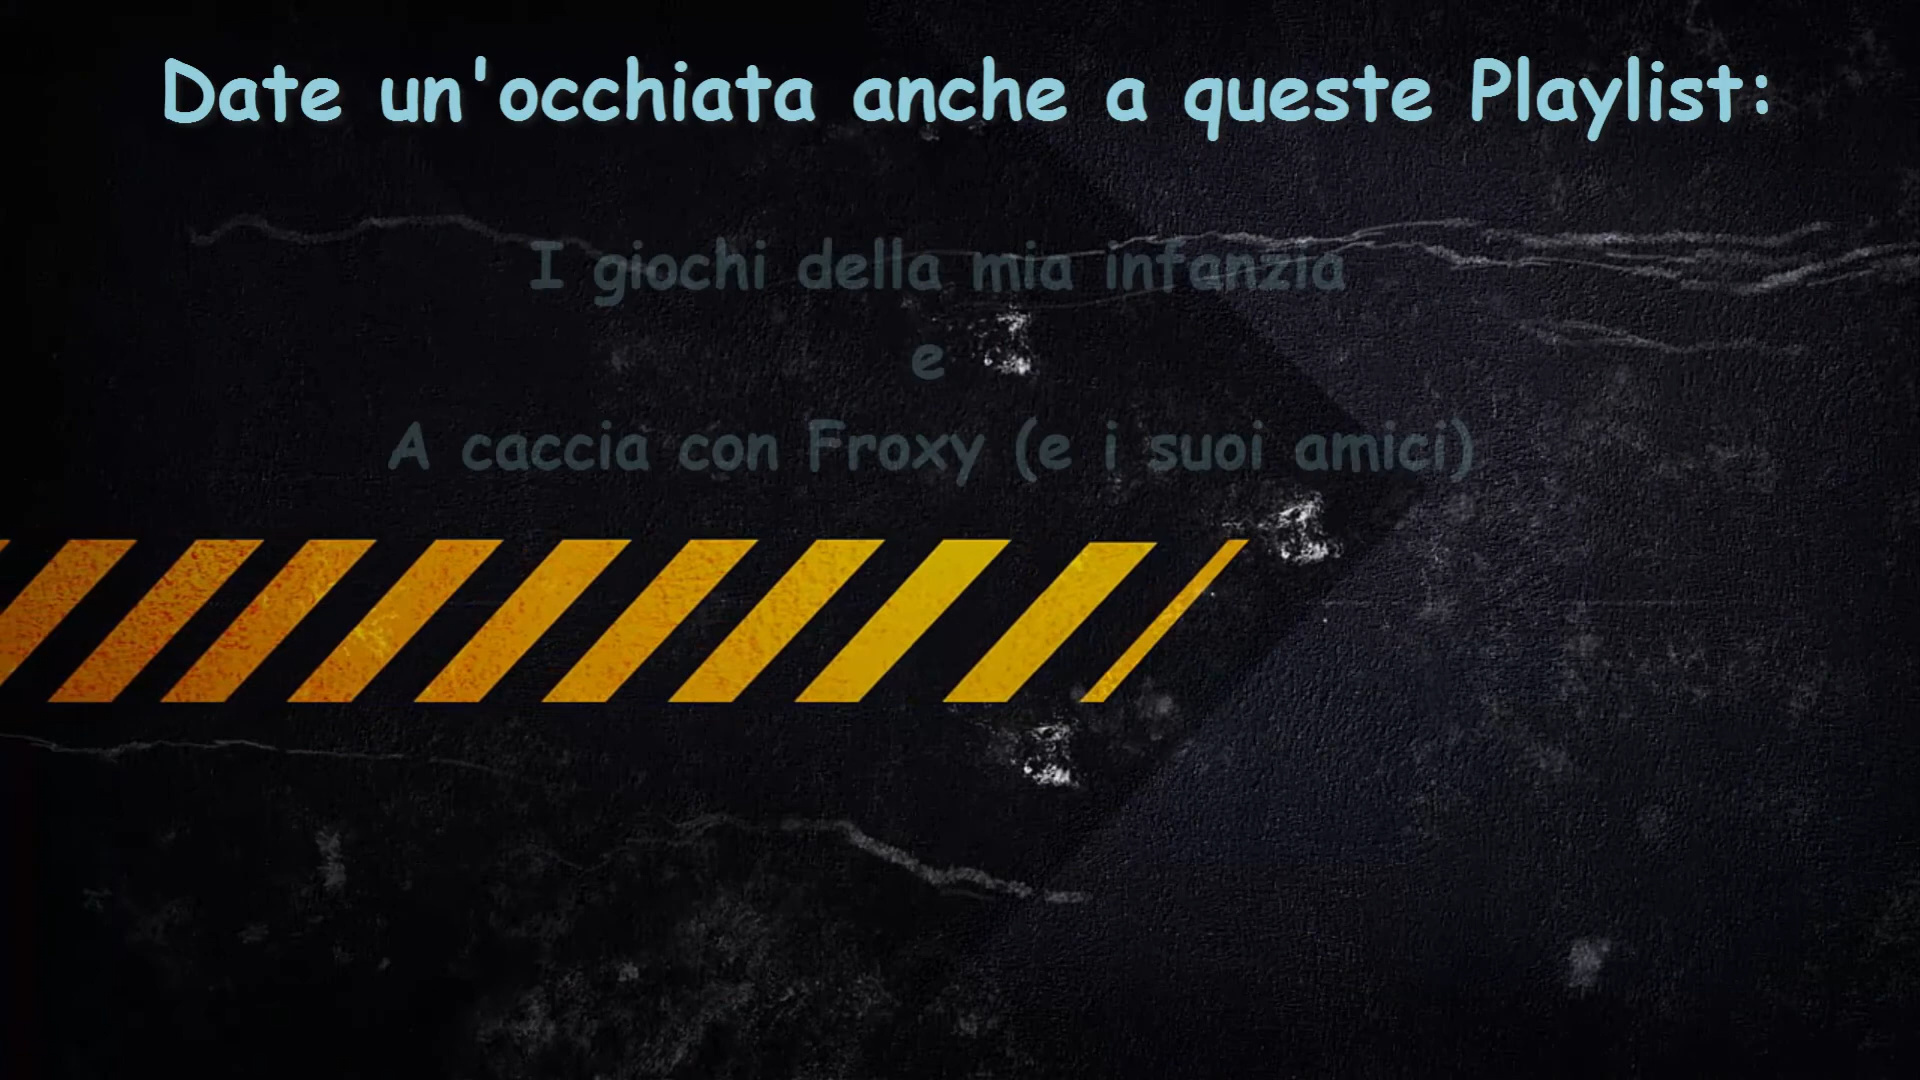 Date un'occhiata anche a queste Playlist:
I giochi della mia infanzia
e
A caccia con Froxy (e i suoi amici)